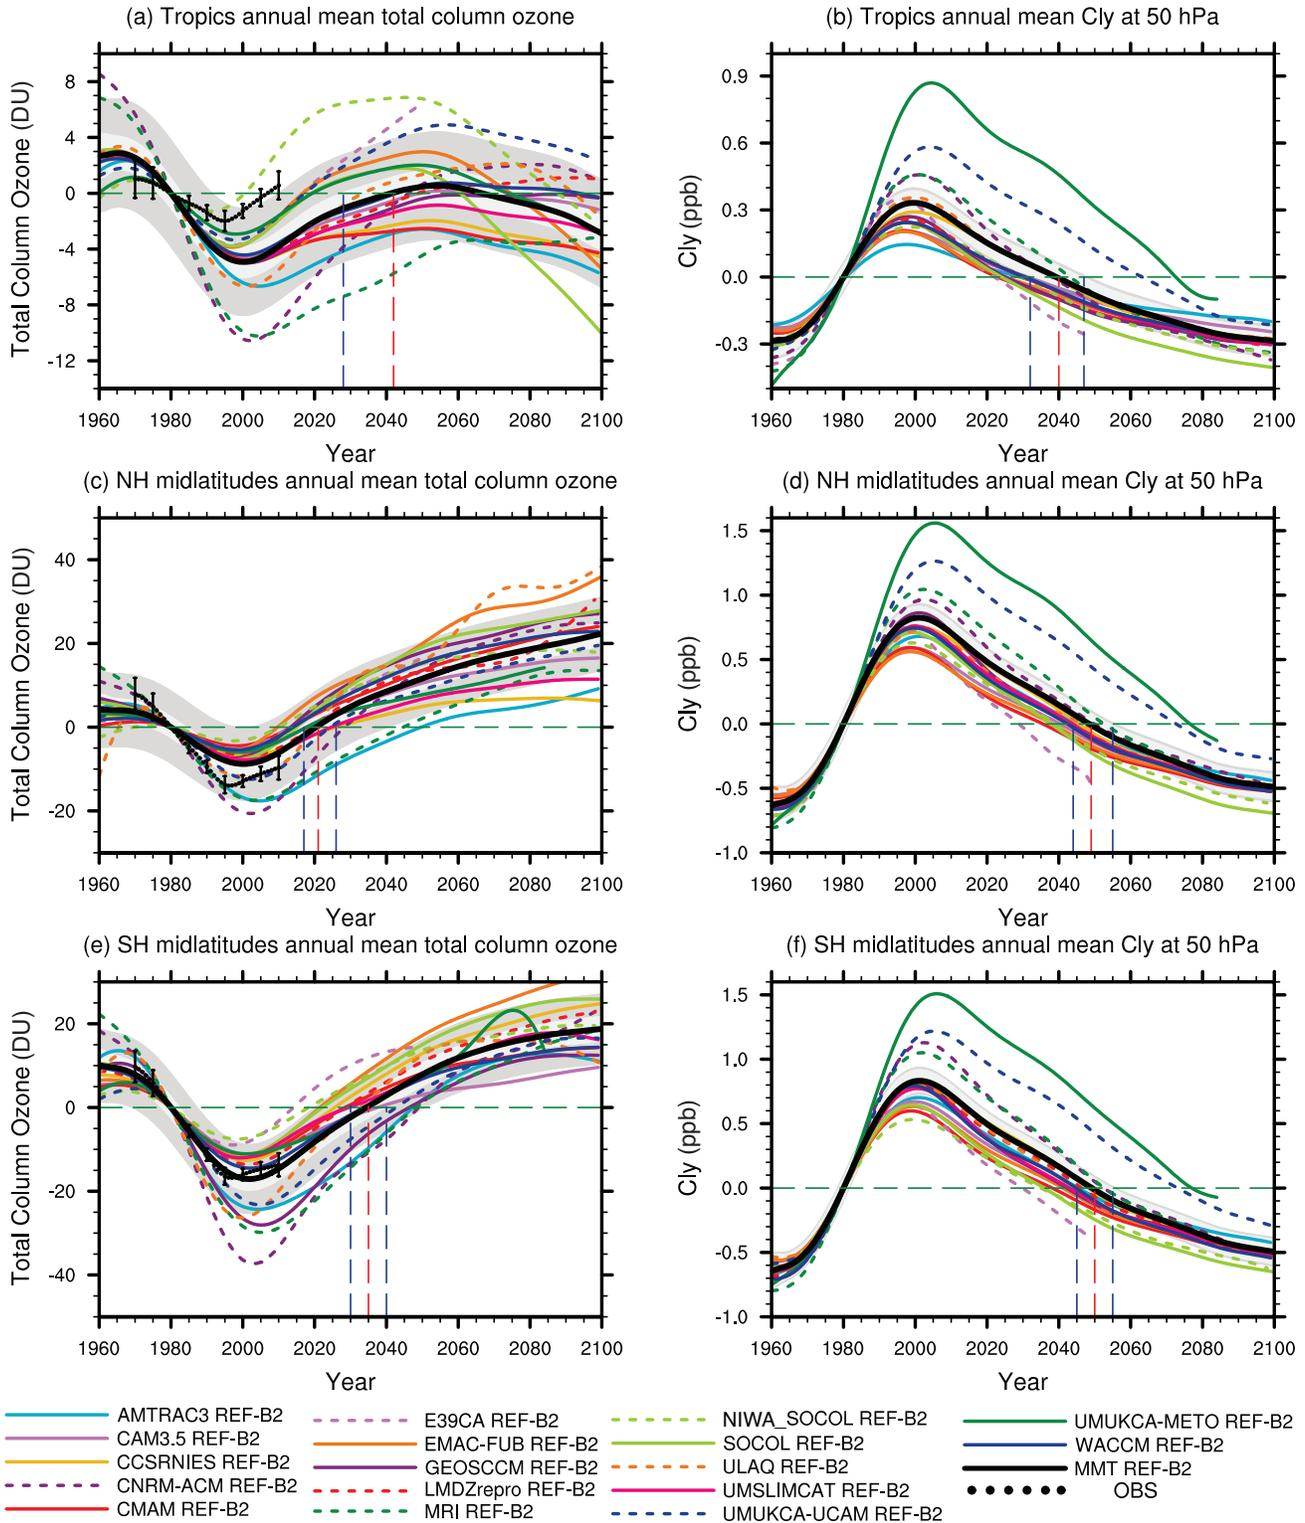 (a) Tropics annual mean total column ozone
Total Column Ozone (DU)
8
4
0
-4
-8
-12
1960 1980 2000 2020 2040 2060 2080 2100
Year
(b) Tropics annual mean Cly at 50 hPa
Cly (ppb)
0.9
0.6
0.3
0.0
-0.3
1960 1980 2000 2020 2040 2060 2080 2100
Year
(c) NH midlatitudes annual mean total column ozone
Total Column Ozone (DU)
40
20
0
-20
1960 1980 2000 2020 2040 2060 2080 2100
Year
(d) NH midlatitudes annual mean Cly at 50 hPa
Cly (ppb)
1.5
1.0
0.5
0.0
-0.5
-1.0
1960 1980 2000 2020 2040 2060 2080 2100
Year
(e) SH midlatitudes annual mean total column ozone
Total Column Ozone (DU)
20
0
-20
-40
1960 1980 2000 2020 2040 2060 2080 2100
Year
(f) SH midlatitudes annual mean Cly at 50 hPa
Cly (ppb)
1.5
1.0
0.5
0.0
-0.5
-1.0
1960 1980 2000 2020 2040 2060 2080 2100
Year
AMTRAC3 REF-B2
CAM3.5 REF-B2
CCSRNIES REF-B2
CNRM-ACM REF-B2
CMAM REF-B2
E39CA REF-B2
EMAC-FUB REF-B2
GEOSCCM REF-B2
LMDZrepro REF-B2
MRI REF-B2
NIWA_SOCOL REF-B2
SOCOL REF-B2
ULAQ REF-B2
UMSLIMCAT REF-B2
UMUKCA-UCAM REF-B2
UMUKCA-METO REF-B2
WACCM REF-B2
MMT REF-B2
OBS